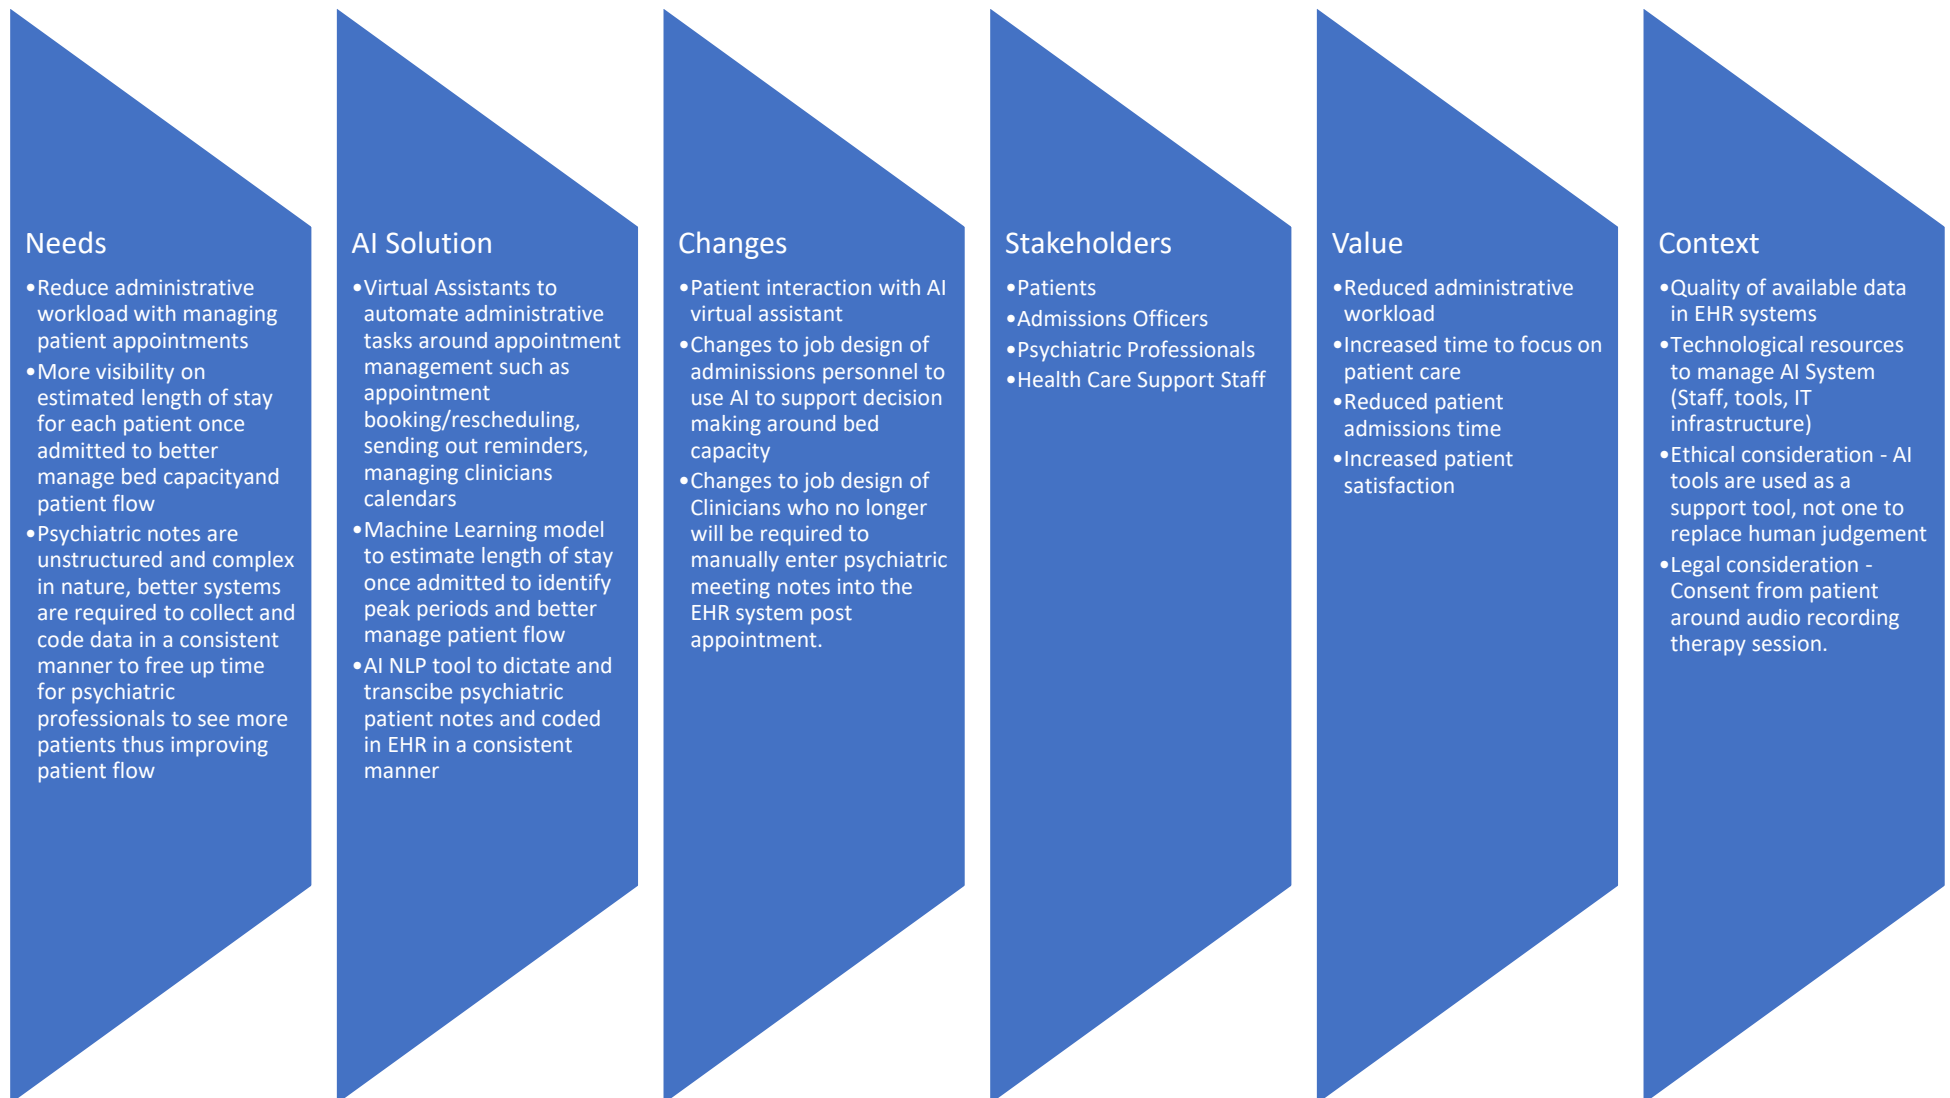 Needs
•Reduce administrative
workload with managing
patient appointments
•More visibility on
estimated length of stay
for each patient once
admitted to better
manage bed capacityand
patient flow
•Psychiatric notes are
unstructured and complex
in nature, better systems
are required to collect and
code data in a consistent
manner to free up time
for psychiatric
professionals to see more
patients thus improving
patient flow
AI Solution
•Virtual Assistants to
automate administrative
tasks around appointment
management such as
appointment
booking/rescheduling,
sending out reminders,
managing clinicians
calendars
•Machine Learning model
to estimate length of stay
once admitted to identify
peak periods and better
manage patient flow
•AI NLP tool to dictate and
transcibe psychiatric
patient notes and coded
in EHR in a consistent
manner
Changes
•Patient interaction with AI
virtual assistant
•Changes to job design of
adminissions personnel to
use AI to support decision
making around bed
capacity
•Changes to job design of
Clinicians who no longer
will be required to
manually enter psychiatric
meeting notes into the
EHR system post
appointment.
Stakeholders
•Patients
•Admissions Officers
•Psychiatric Professionals
•Health Care Support Staff
Value
•Reduced administrative
workload
•Increased time to focus on
patient care
•Reduced patient
admissions time
•Increased patient
satisfaction
Context
•Quality of available data
in EHR systems
•Technological resources
to manage AI System
(Staff, tools, IT
infrastructure)
•Ethical consideration - AI
tools are used as a
support tool, not one to
replace human judgement
•Legal consideration -
Consent from patient
around audio recording
therapy session.